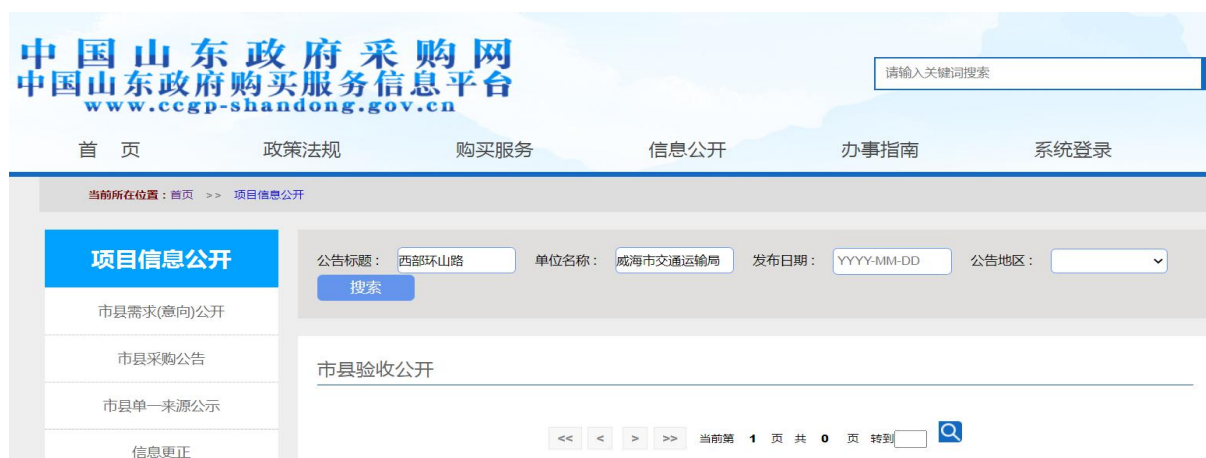 中国山东政府采购网
中国山东政府购买服务信息平台
www.ccgp-shandong.gov.cn
请输入关键词搜索
首 页 政策法规 购买服务 信息公开 办事指南 系统登录
当前所在位置：首页 >> 项目信息公开
项目信息公开
公告标题： 西部环山路 单位名称： 威海市交通运输局 发布日期： YYYY-MM-DD 公告地区：
搜索
市县需求(意向)公开
市县采购公告
市县验收公开
市县单一来源公示
信息更正
<< < > >> 当前第 1 页 共 0 页 转到